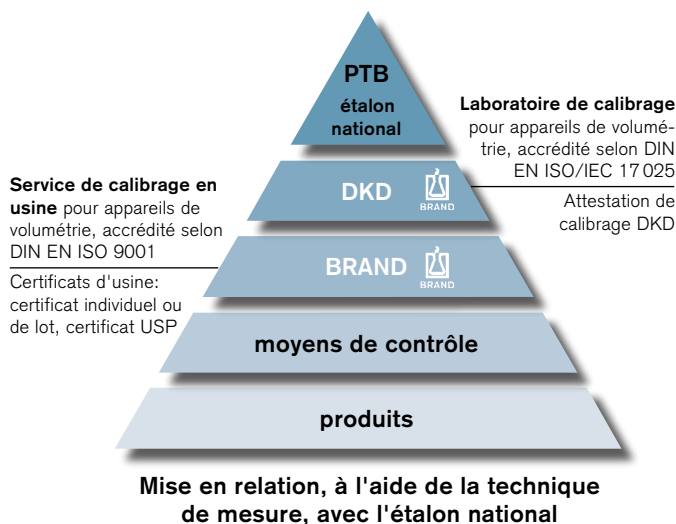 PTB
étalon
national
Laboratoire de calibrage
pour appareils de volumé-
trie, accrédité selon DIN
EN ISO/IEC 17 025
Attestation de
calibrage DKD
DKD
BRAND
Service de calibrage en
usine pour appareils de
volumétrie, accrédité selon
DIN EN ISO 9001
Certificats d'usine:
certificat individuel ou
de lot, certificat USP
BRAND
BRAND
moyens de contrôle
produits
Mise en relation, à l'aide de la technique
de mesure, avec l'étalon national